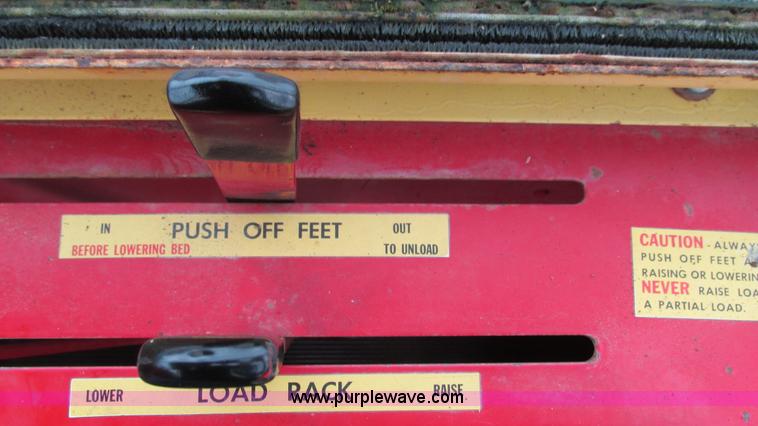 IN PUSH OFF FEET OUT
BEFORE LOWERING BED TO UNLOAD
CAUTION - ALWAY
PUSH OFF FEET A
RAISING OR LOWERIN
NEVER RAISE LOA
A PARTIAL LOAD.
LOWER LOAD RACK RAISE
www.purplewave.com